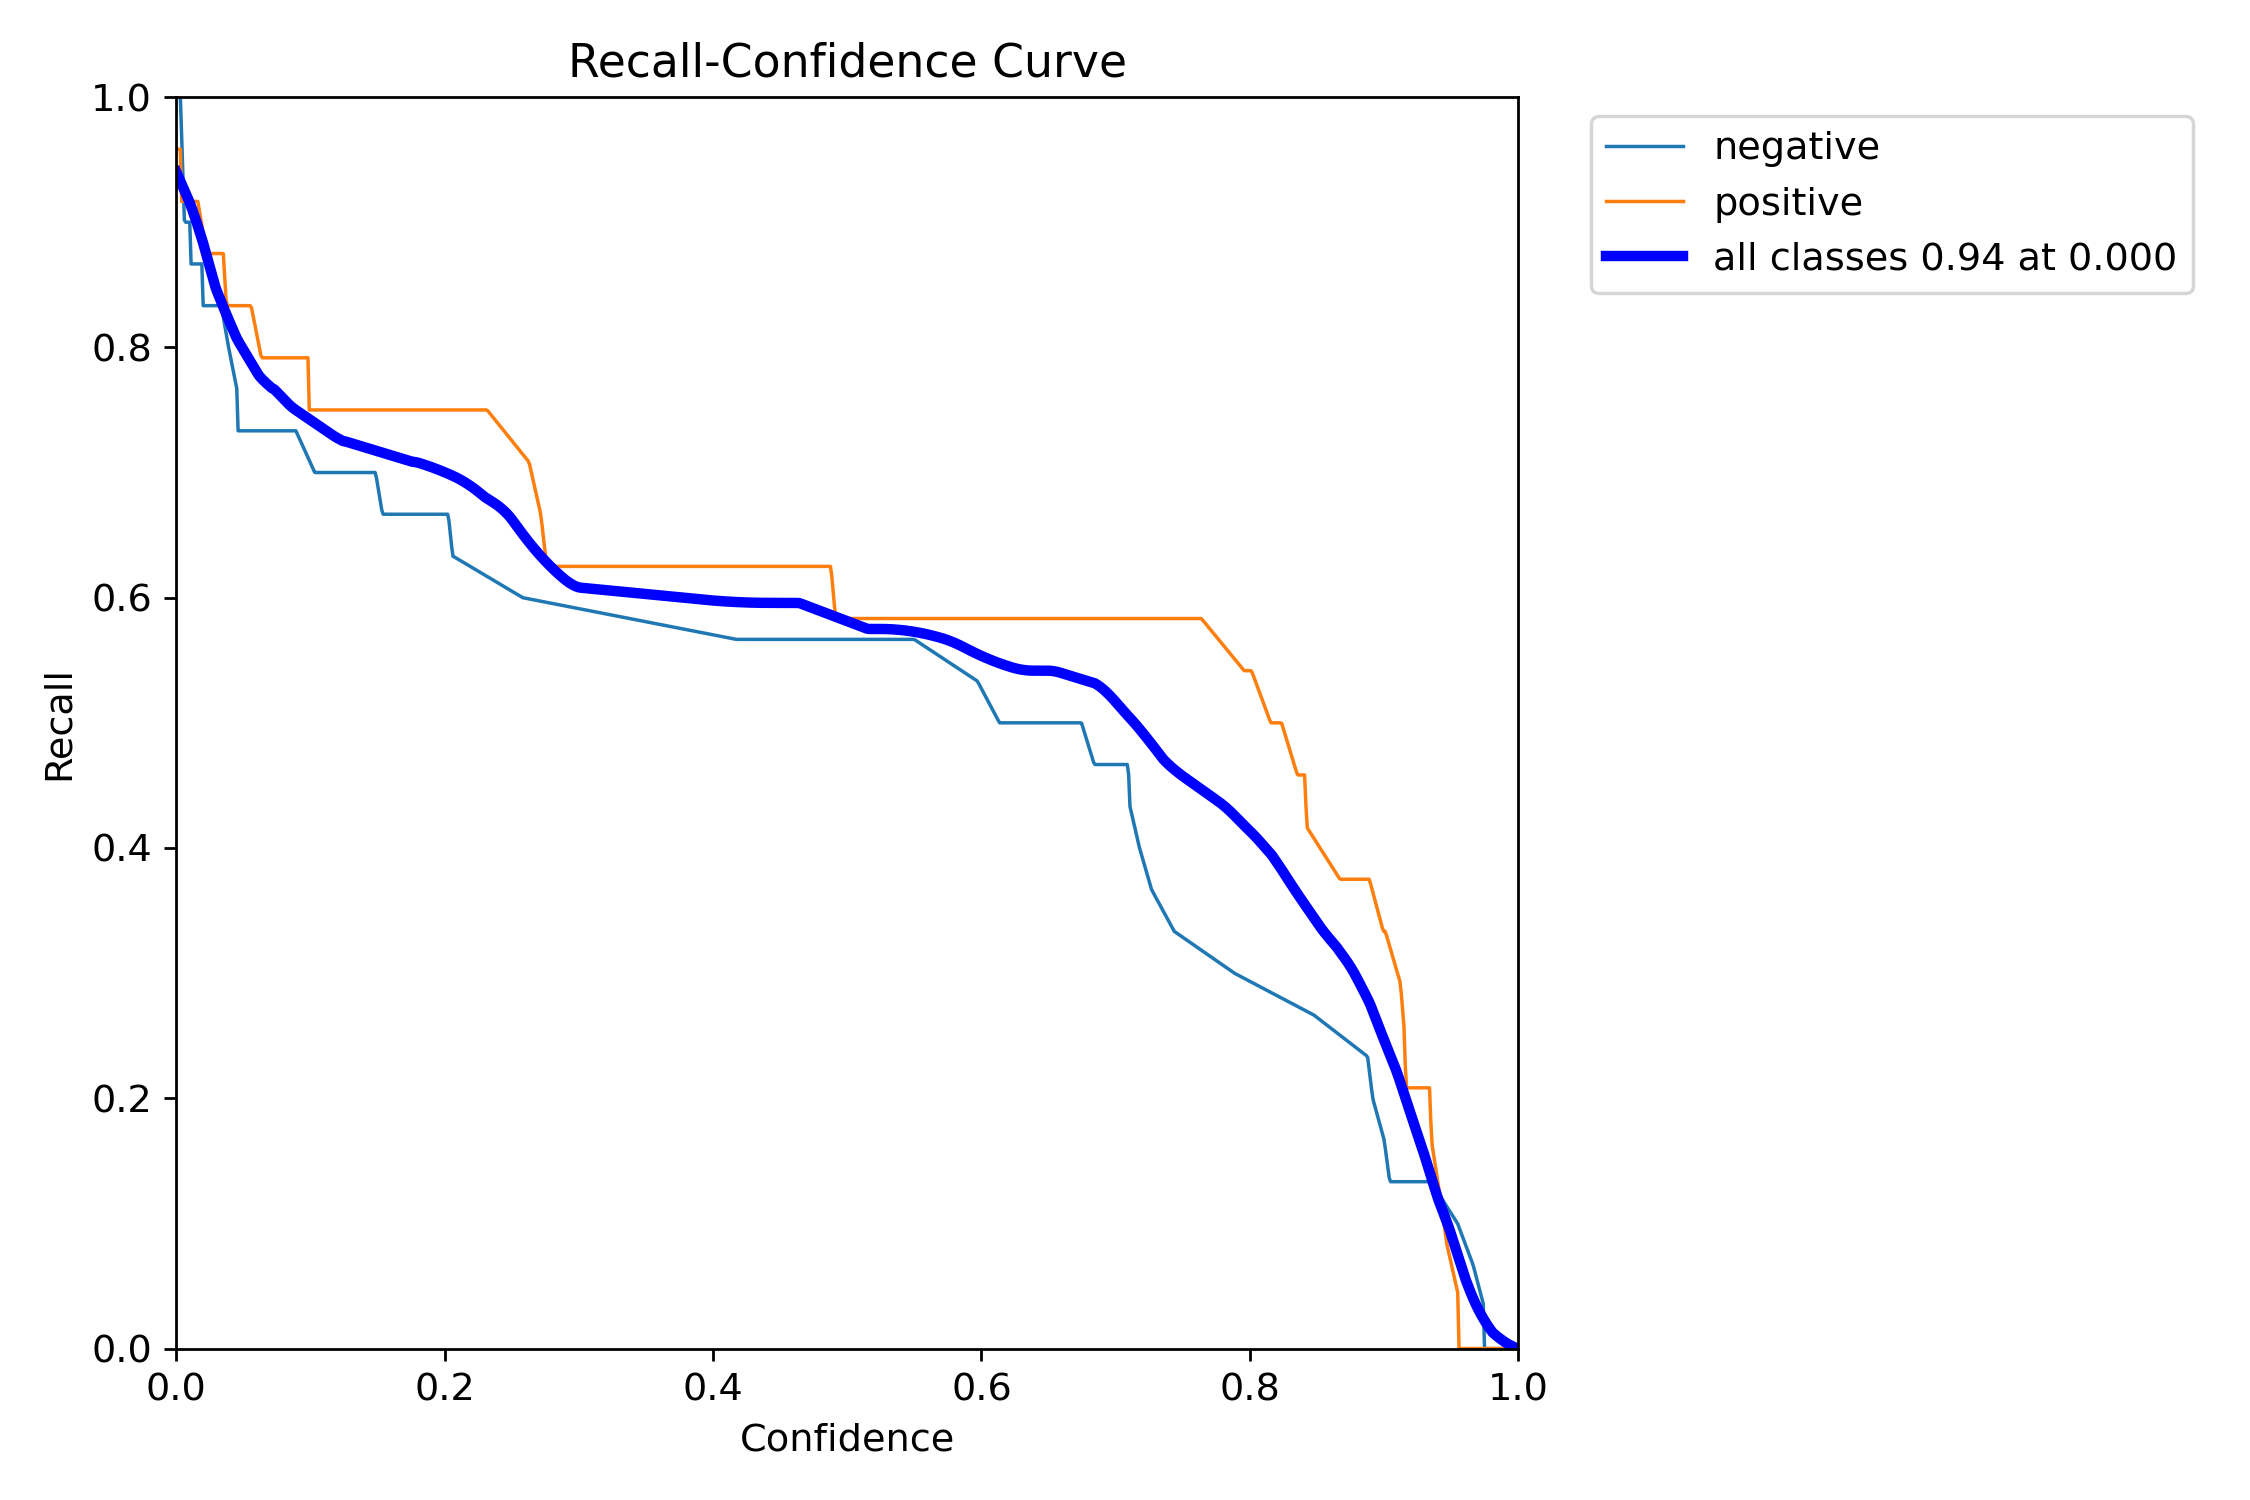 Recall-Confidence Curve
1.0
0.8
0.6
0.4
0.2
0.0
Recall
0.0 0.2 0.4 0.6 0.8 1.0
Confidence
negative
positive
all classes 0.94 at 0.000